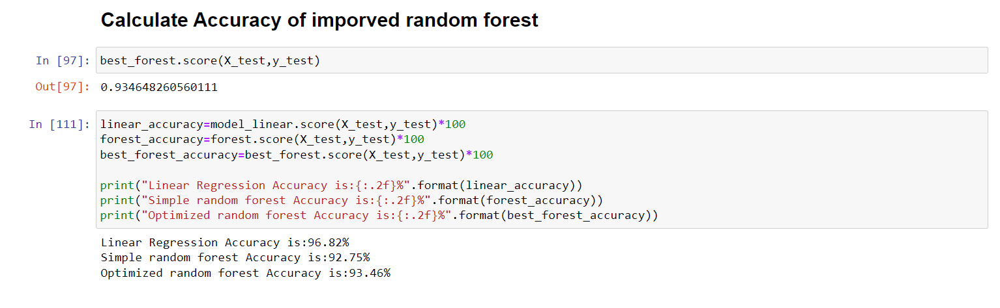 Calculate Accuracy of imporved random forest
In [97]: best_forest.score(X_test,y_test)
Out[97]: 0.934648260560111
In [111]: linear_accuracy=model_linear.score(X_test,y_test)*100
forest_accuracy=forest.score(X_test,y_test)*100
best_forest_accuracy=best_forest.score(X_test,y_test)*100
print("Linear Regression Accuracy is:{:.2f}%".format(linear_accuracy))
print("Simple random forest Accuracy is:{:.2f}%".format(forest_accuracy))
print("Optimized random forest Accuracy is:{:.2f}%".format(best_forest_accuracy))
Linear Regression Accuracy is:96.82%
Simple random forest Accuracy is:92.75%
Optimized random forest Accuracy is:93.46%